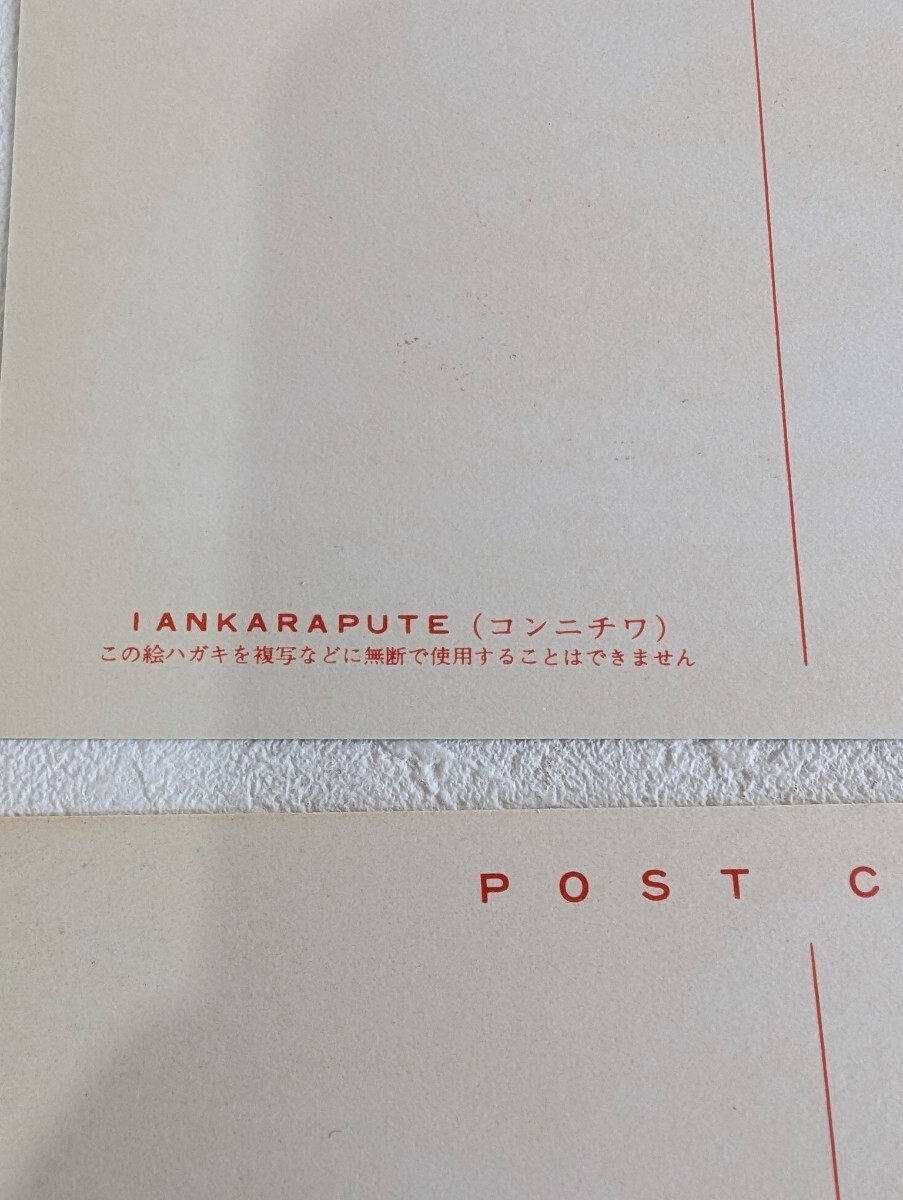 IANKARAPUTE (コンニチワ)
この絵ハガキを複写などに無断で使用することはできません
POST C